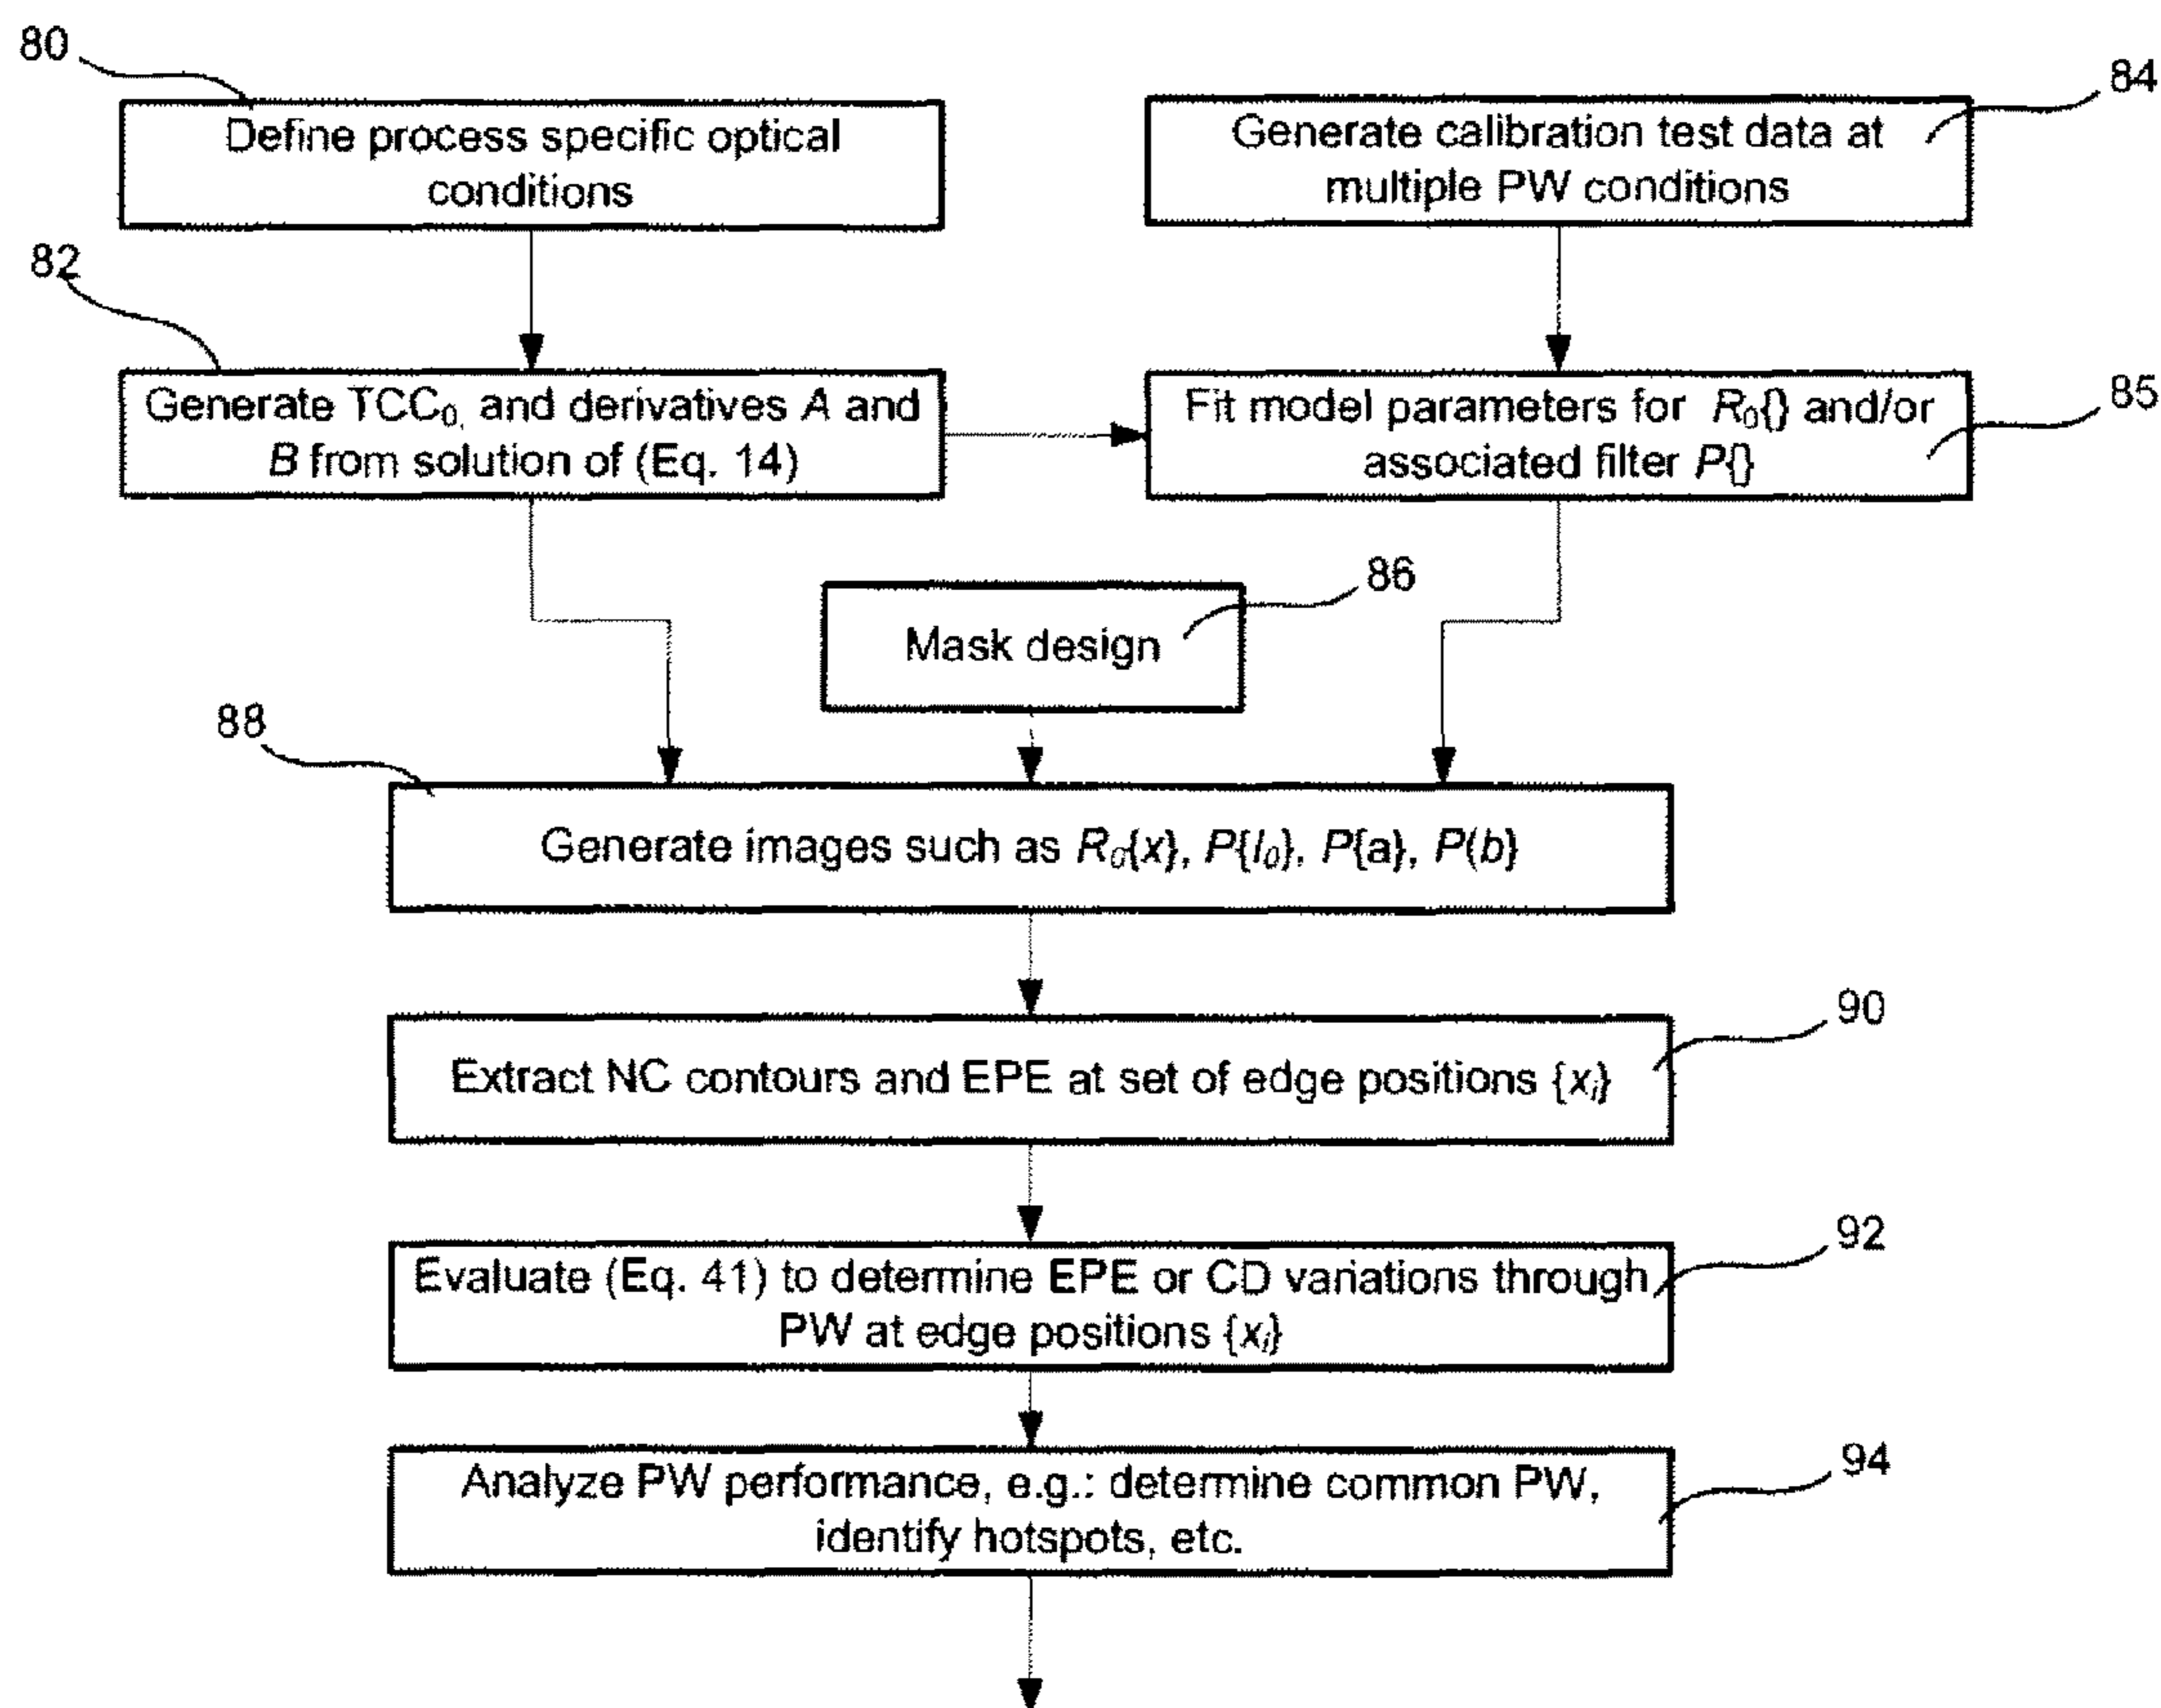 80
Define process specific optical
conditions
84
Generate calibration test data at
multiple PW conditions
82
Generate TCC0, and derivatives A and
B from solution of (Eq. 14)
85
Fit model parameters for R0{} and/or
associated filter P{}
86
Mask design
88
Generate images such as R0{x}, P{I0}, P{a}, P(b}
90
Extract NC contours and EPE at set of edge positions {xi}
92
Evaluate (Eq. 41) to determine EPE or CD variations through
PW at edge positions {xi}
94
Analyze PW performance, e.g.: determine common PW,
identify hotspots, etc.